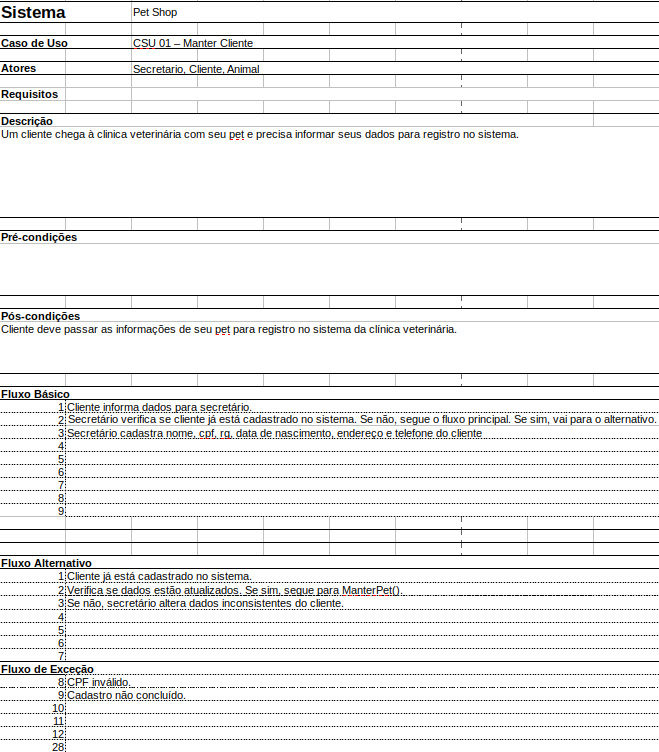 Sistema Pet Shop
Caso de Uso CSU 01 – Manter Cliente
Atores Secretario, Cliente, Animal
Requisitos
Descrição
Um cliente chega à clinica veterinária com seu pet e precisa informar seus dados para registro no sistema.
Pré-condições
Pós-condições
Cliente deve passar as informações de seu pet para registro no sistema da clínica veterinária.
Fluxo Básico
1 Cliente informa dados para secretário.
2 Secretário verifica se cliente já está cadastrado no sistema. Se não, segue o fluxo principal. Se sim, vai para o alternativo.
3 Secretário cadastra nome, cpf, rg, data de nascimento, endereço e telefone do cliente
4
5
6
7
8
9
Fluxo Alternativo
1 Cliente já está cadastrado no sistema.
2 Verifica se dados estão atualizados. Se sim, segue para ManterPet().
3 Se não, secretário altera dados inconsistentes do cliente.
4
5
6
7
Fluxo de Exceção
8 CPF inválido.
9 Cadastro não concluído.
10
11
12
28